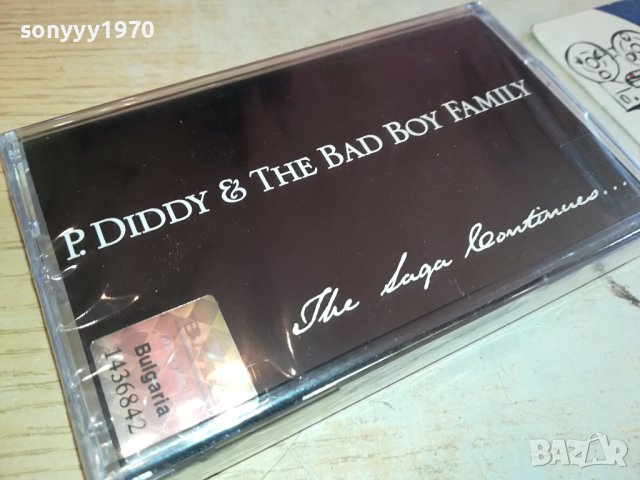 sonyyy1970
P. DIDDY & THE BAD BOY FAMILY
The Saga Continues...
Bulgaria
1436842
BAZAR